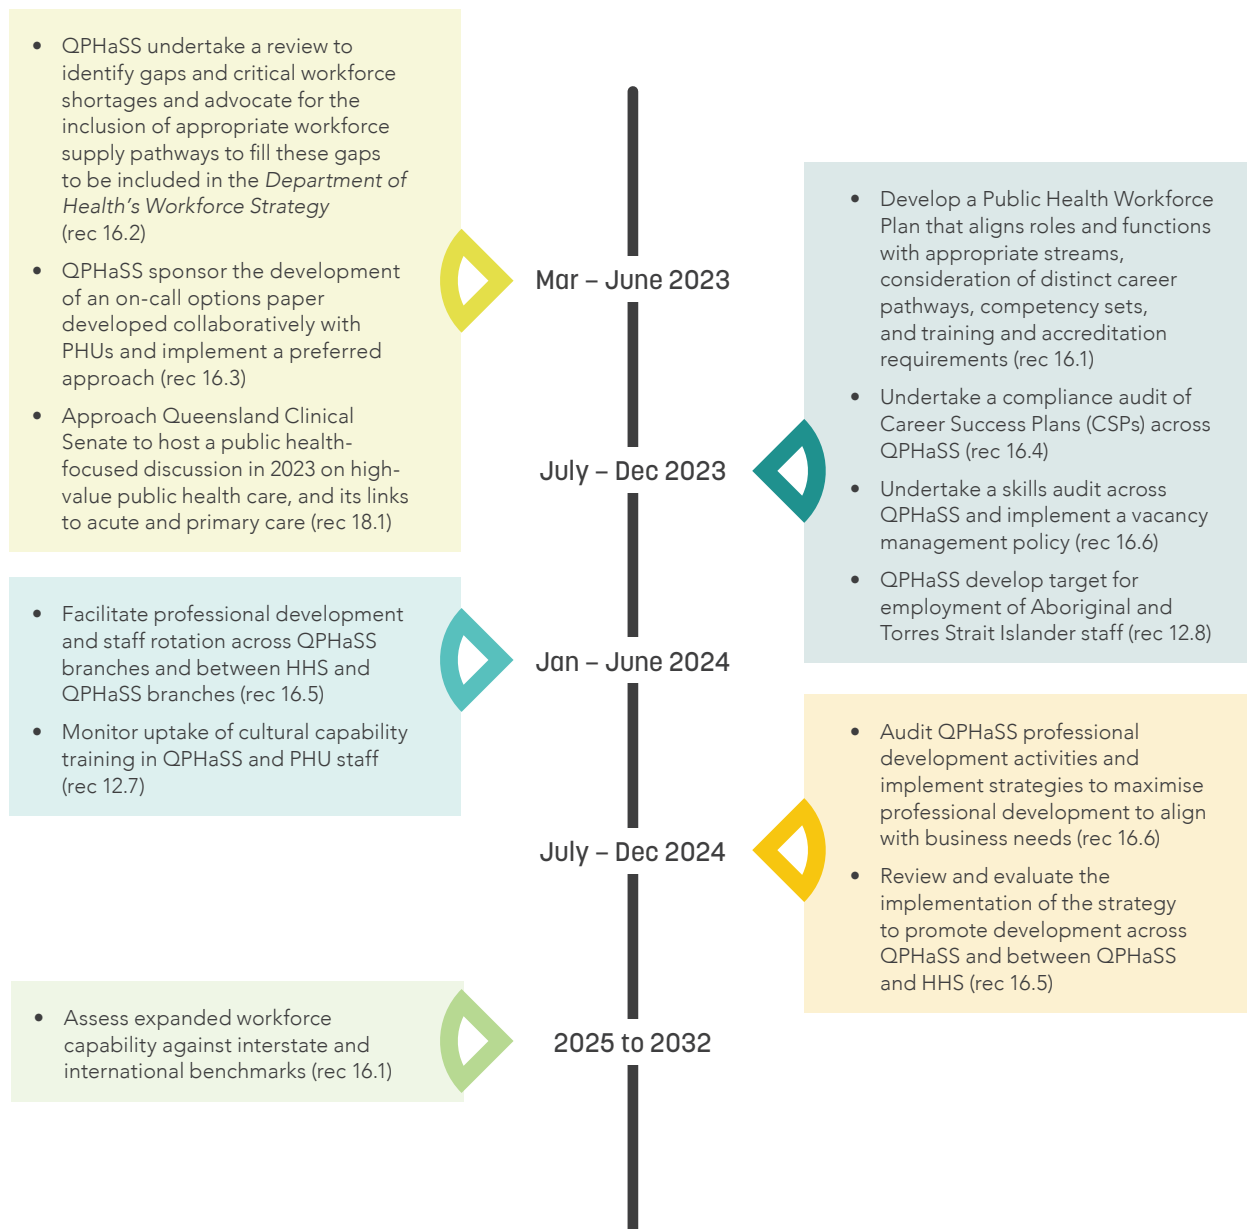 • QPHaSS undertake a review to
identify gaps and critical workforce
shortages and advocate for the
inclusion of appropriate workforce
supply pathways to fill these gaps
to be included in the Department of
Health's Workforce Strategy
(rec 16.2)
• QPHaSS sponsor the development
of an on-call options paper
developed collaboratively with
PHUs and implement a preferred
approach (rec 16.3)
• Approach Queensland Clinical
Senate to host a public health-
focused discussion in 2023 on high-
value public health care, and its links
to acute and primary care (rec 18.1)
Mar – June 2023
• Develop a Public Health Workforce
Plan that aligns roles and functions
with appropriate streams,
consideration of distinct career
pathways, competency sets,
and training and accreditation
requirements (rec 16.1)
• Undertake a compliance audit of
Career Success Plans (CSPs) across
QPHaSS (rec 16.4)
• Undertake a skills audit across
QPHaSS and implement a vacancy
management policy (rec 16.6)
• QPHaSS develop target for
employment of Aboriginal and
Torres Strait Islander staff (rec 12.8)
July – Dec 2023
• Facilitate professional development
and staff rotation across QPHaSS
branches and between HHS and
QPHaSS branches (rec 16.5)
• Monitor uptake of cultural capability
training in QPHaSS and PHU staff
(rec 12.7)
Jan – June 2024
• Audit QPHaSS professional
development activities and
implement strategies to maximise
professional development to align
with business needs (rec 16.6)
• Review and evaluate the
implementation of the strategy
to promote development across
QPHaSS and between QPHaSS
and HHS (rec 16.5)
July – Dec 2024
• Assess expanded workforce
capability against interstate and
international benchmarks (rec 16.1)
2025 to 2032